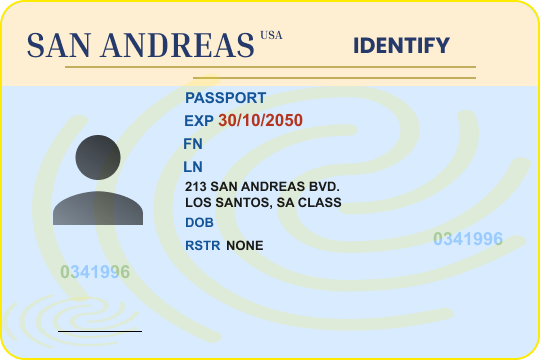 SAN ANDREAS USA IDENTIFY
PASSPORT
EXP 30/10/2050
FN
LN
213 SAN ANDREAS BVD.
LOS SANTOS, SA CLASS
DOB
RSTR NONE
0341996
0341996